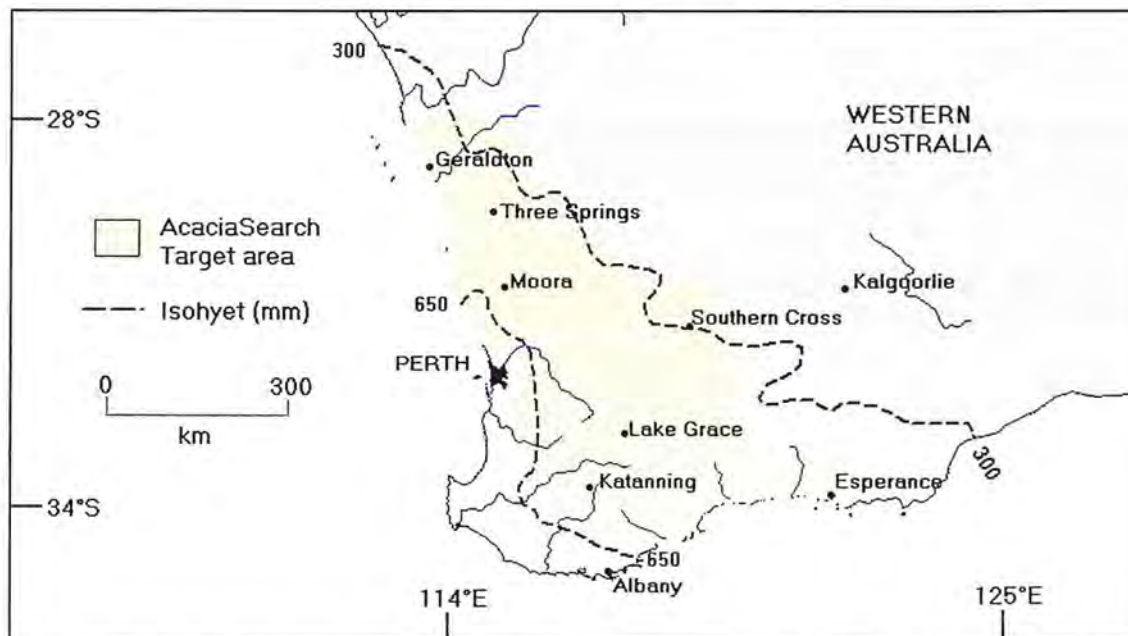 300
28°S
WESTERN
AUSTRALIA
Geraldton
Three Springs
AcaciaSearch
Target area
Moora
Kalgoorlie
650
Isohyet (mm)
Southern Cross
PERTH
0 300
km
Lake Grace
300
Katanning
Esperance
34°S
650
Albany
114°E
125°E